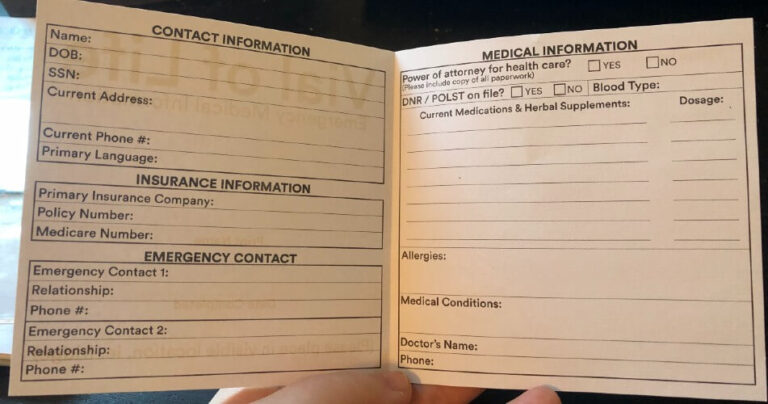 CONTACT INFORMATION
Name:
DOB:
SSN:
Current Address:
Current Phone #:
Primary Language:
INSURANCE INFORMATION
Primary Insurance Company:
Policy Number:
Medicare Number:
EMERGENCY CONTACT
Emergency Contact 1:
Relationship:
Phone #:
Emergency Contact 2:
Relationship:
Phone #:
MEDICAL INFORMATION
Power of attorney for health care? YES NO
(Please include copy of all paperwork)
DNR / POLST on file? YES NO Blood Type:
Current Medications & Herbal Supplements: Dosage:
Allergies:
Medical Conditions:
Doctor's Name:
Phone: